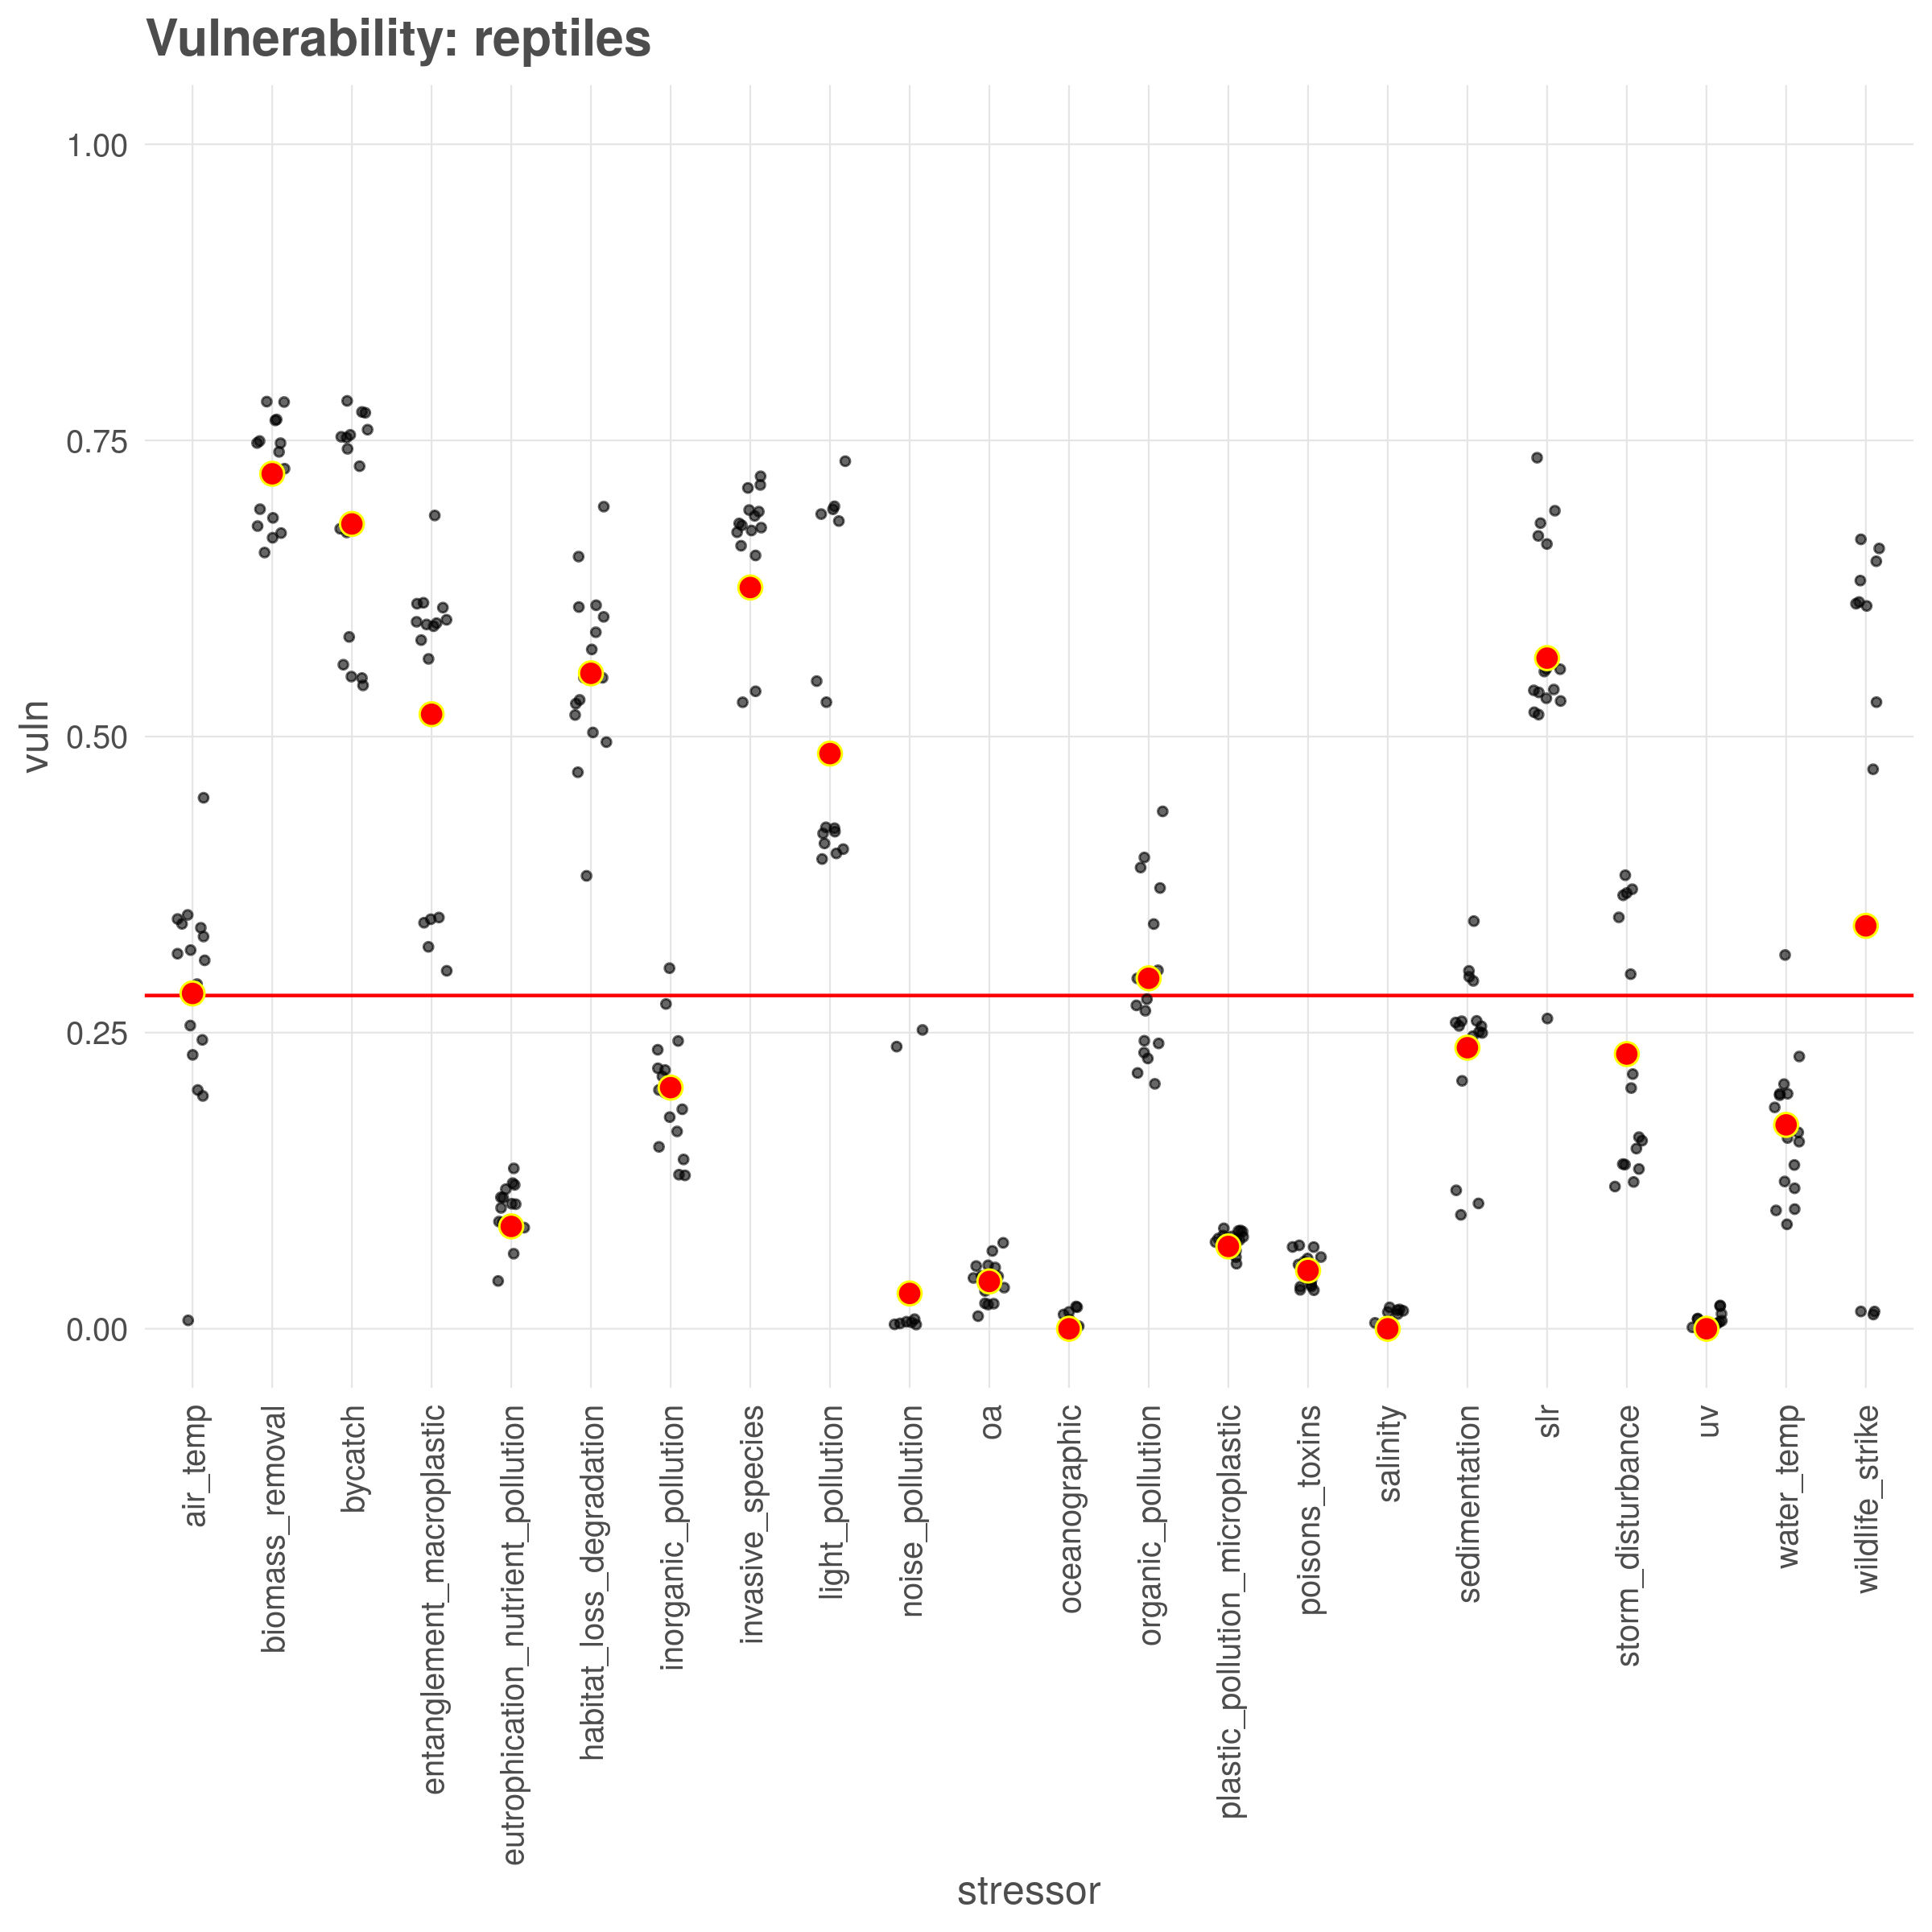 Vulnerability: reptiles
vuln
1.00
0.75
0.50
0.25
0.00
air_temp
biomass_removal
bycatch
entanglement_macroplastic
eutrophication_nutrient_pollution
habitat_loss_degradation
inorganic_pollution
invasive_species
light_pollution
noise_pollution
oa
oceanographic
organic_pollution
plastic_pollution_microplastic
poisons_toxins
salinity
sedimentation
slr
storm_disturbance
uv
water_temp
wildlife_strike
stressor